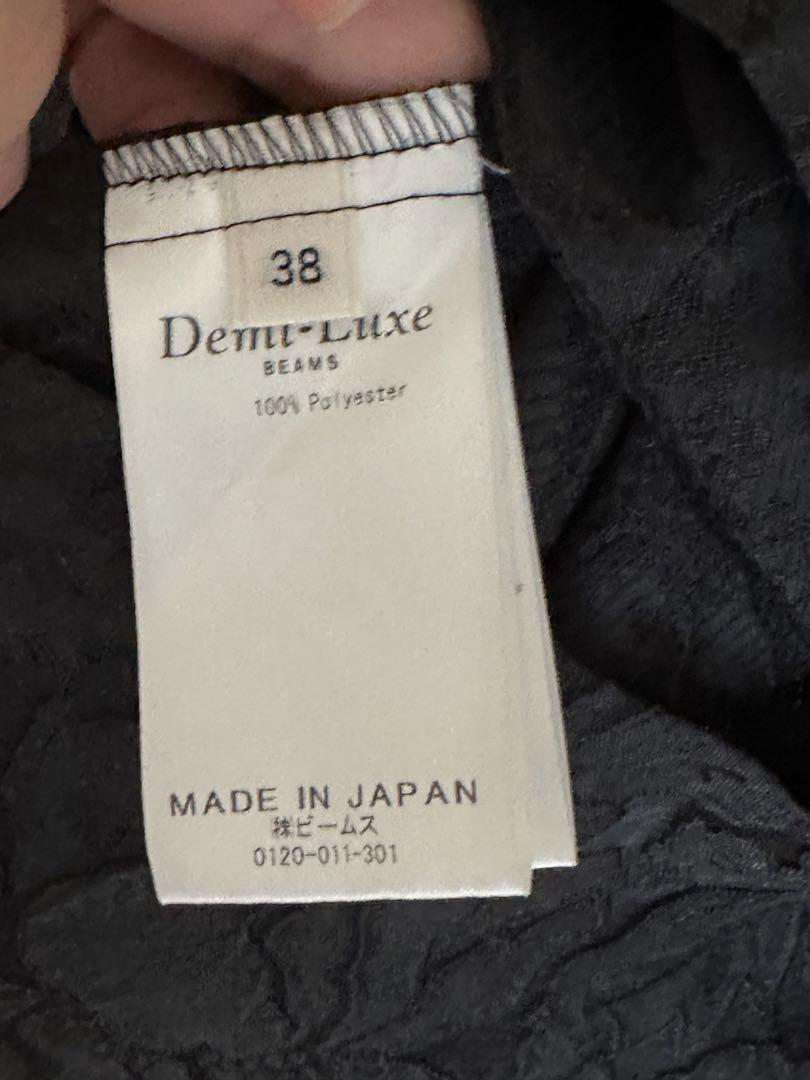 38
Demi-Luxe
BEAMS
100% Polyester
MADE IN JAPAN
㈱ビームス
0120-011-301